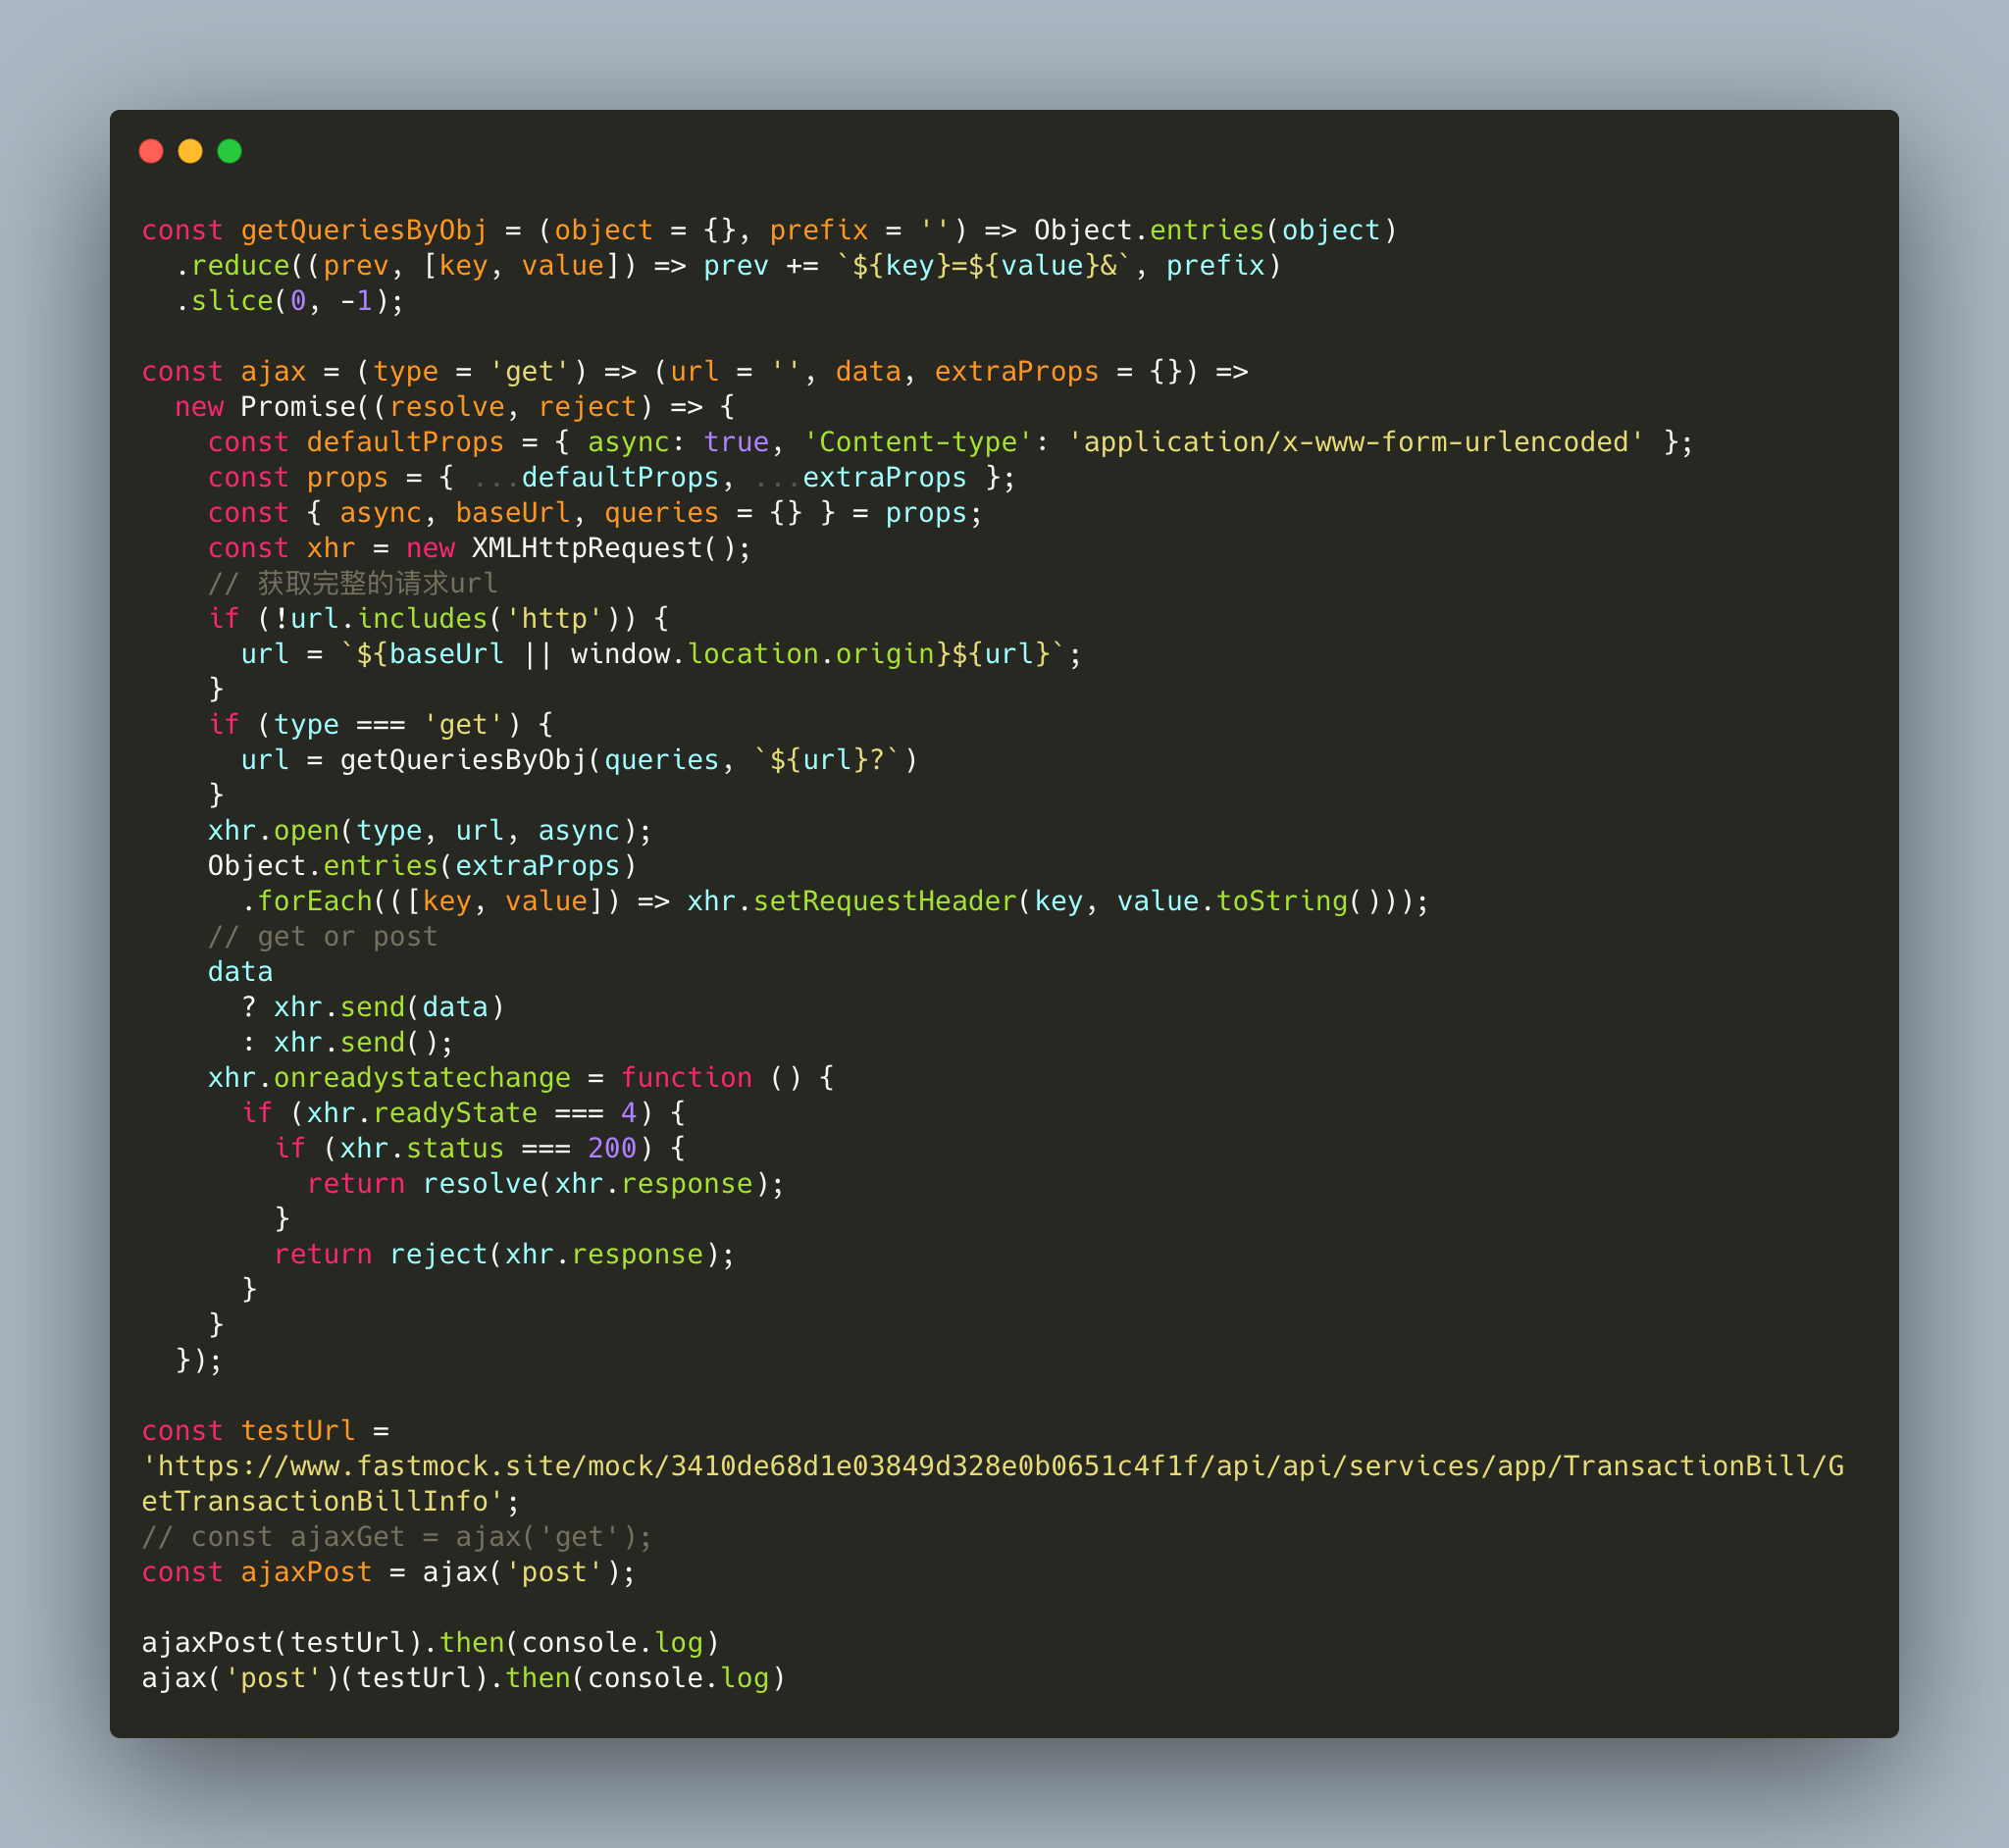 const getQueriesByObj = (object = {}, prefix = '') => Object.entries(object)
  .reduce((prev, [key, value]) => prev += `${key}=${value}&`, prefix)
  .slice(0, -1);

const ajax = (type = 'get') => (url = '', data, extraProps = {}) =>
  new Promise((resolve, reject) => {
    const defaultProps = { async: true, 'Content-type': 'application/x-www-form-urlencoded' };
    const props = { ...defaultProps, ...extraProps };
    const { async, baseUrl, queries = {} } = props;
    const xhr = new XMLHttpRequest();
    // 获取完整的请求url
    if (!url.includes('http')) {
      url = `${baseUrl || window.location.origin}${url}`;
    }
    if (type === 'get') {
      url = getQueriesByObj(queries, `${url}?`)
    }
    xhr.open(type, url, async);
    Object.entries(extraProps)
      .forEach(([key, value]) => xhr.setRequestHeader(key, value.toString()));
    // get or post
    data
      ? xhr.send(data)
      : xhr.send();
    xhr.onreadystatechange = function () {
      if (xhr.readyState === 4) {
        if (xhr.status === 200) {
          return resolve(xhr.response);
        }
        return reject(xhr.response);
      }
    }
  });

const testUrl =
'https://www.fastmock.site/mock/3410de68d1e03849d328e0b0651c4f1f/api/api/services/app/TransactionBill/G
etTransactionBillInfo';
// const ajaxGet = ajax('get');
const ajaxPost = ajax('post');

ajaxPost(testUrl).then(console.log)
ajax('post')(testUrl).then(console.log)